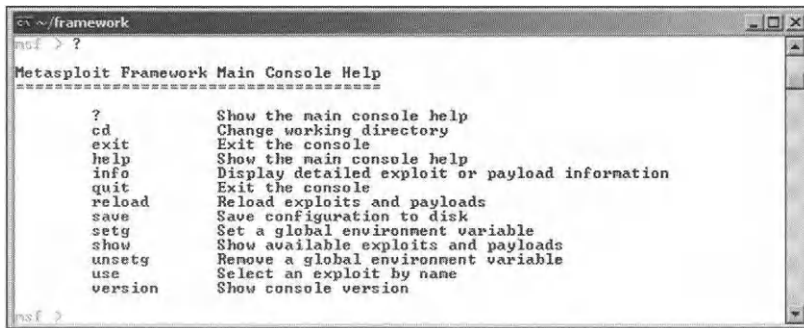 ~/framework
msf > ?
Metasploit Framework Main Console Help
======================================
? Show the main console help
cd Change working directory
exit Exit the console
help Show the main console help
info Display detailed exploit or payload information
quit Exit the console
reload Reload exploits and payloads
save Save configuration to disk
setg Set a global environment variable
show Show available exploits and payloads
unsetg Remove a global environment variable
use Select an exploit by name
version Show console version
msf >